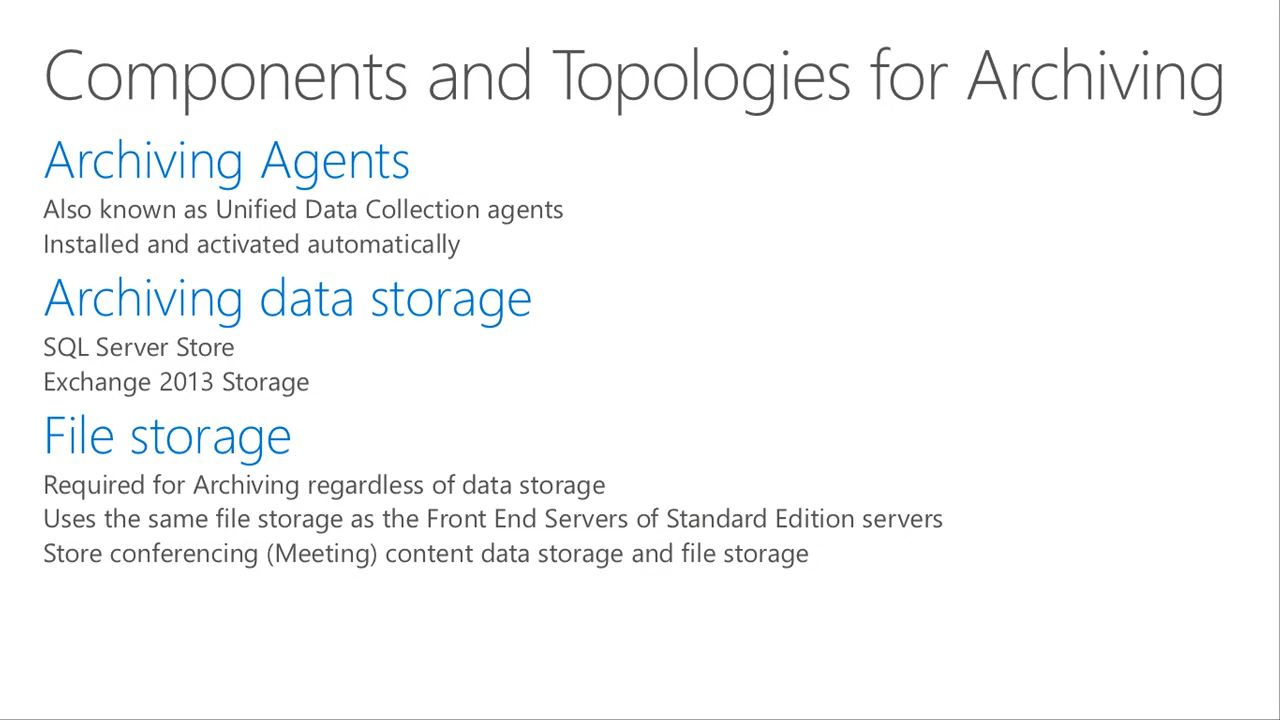 Components and Topologies for Archiving
Archiving Agents
Also known as Unified Data Collection agents
Installed and activated automatically
Archiving data storage
SQL Server Store
Exchange 2013 Storage
File storage
Required for Archiving regardless of data storage
Uses the same file storage as the Front End Servers of Standard Edition servers
Store conferencing (Meeting) content data storage and file storage